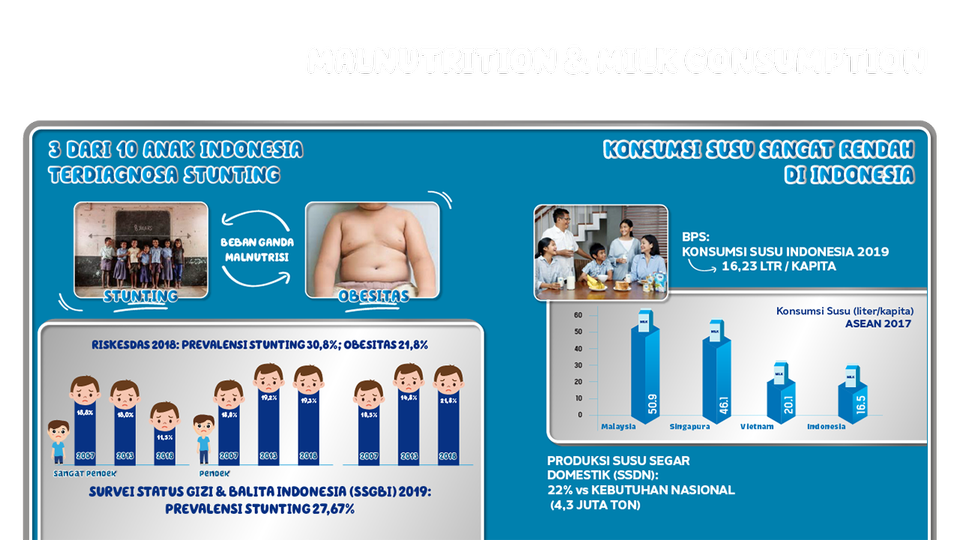 MALNUTRITION & MILK CONSUMPTION
3 DARI 10 ANAK INDONESIA
TERDIAGNOSA STUNTING
BEBAN GANDA
MALNUTRISI
STUNTING
OBESITAS
RISKESDAS 2018: PREVALENSI STUNTING 30,8%; OBESITAS 21,8%
18,8%
18,0%
11,5%
18,8%
19,2%
19,3%
18,5%
14,8%
21,8%
2007
2013
2018
2007
2013
2018
2007
2013
2018
SANGAT PENDEK
PENDEK
SURVEI STATUS GIZI & BALITA INDONESIA (SSGBI) 2019:
PREVALENSI STUNTING 27,67%
KONSUMSI SUSU SANGAT RENDAH
DI INDONESIA
BPS:
KONSUMSI SUSU INDONESIA 2019
16,23 LTR / KAPITA
Konsumsi Susu (liter/kapita)
ASEAN 2017
60
50
40
30
20
10
0
MILK
MILK
MILK
MILK
50.9
46.1
20.1
16.5
Malaysia
Singapura
Vietnam
Indonesia
PRODUKSI SUSU SEGAR
DOMESTIK (SSDN):
22% vs KEBUTUHAN NASIONAL
(4,3 JUTA TON)